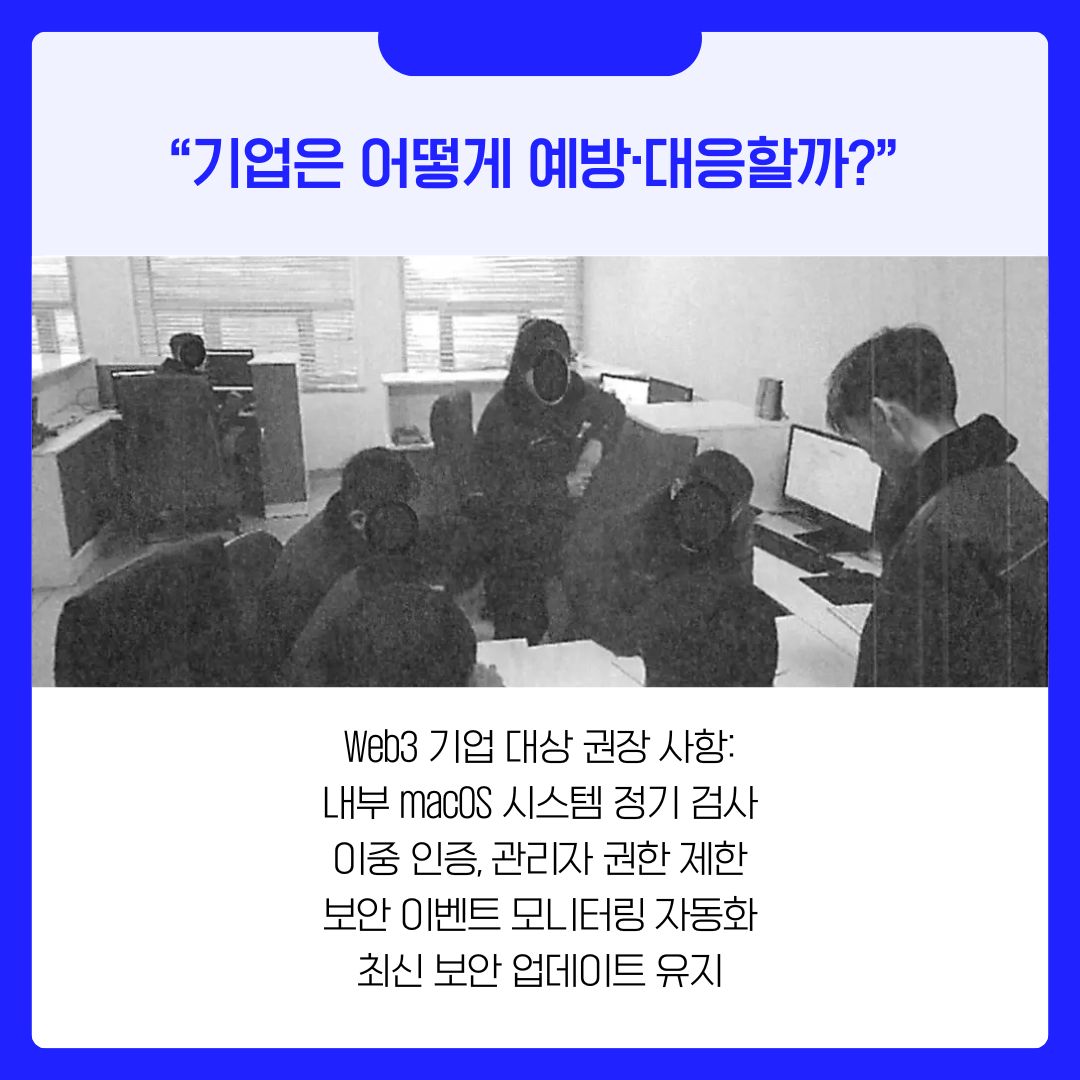 “기업은 어떻게 예방·대응할까?”
Web3 기업 대상 권장 사항:
내부 macOS 시스템 정기 검사
이중 인증, 관리자 권한 제한
보안 이벤트 모니터링 자동화
최신 보안 업데이트 유지